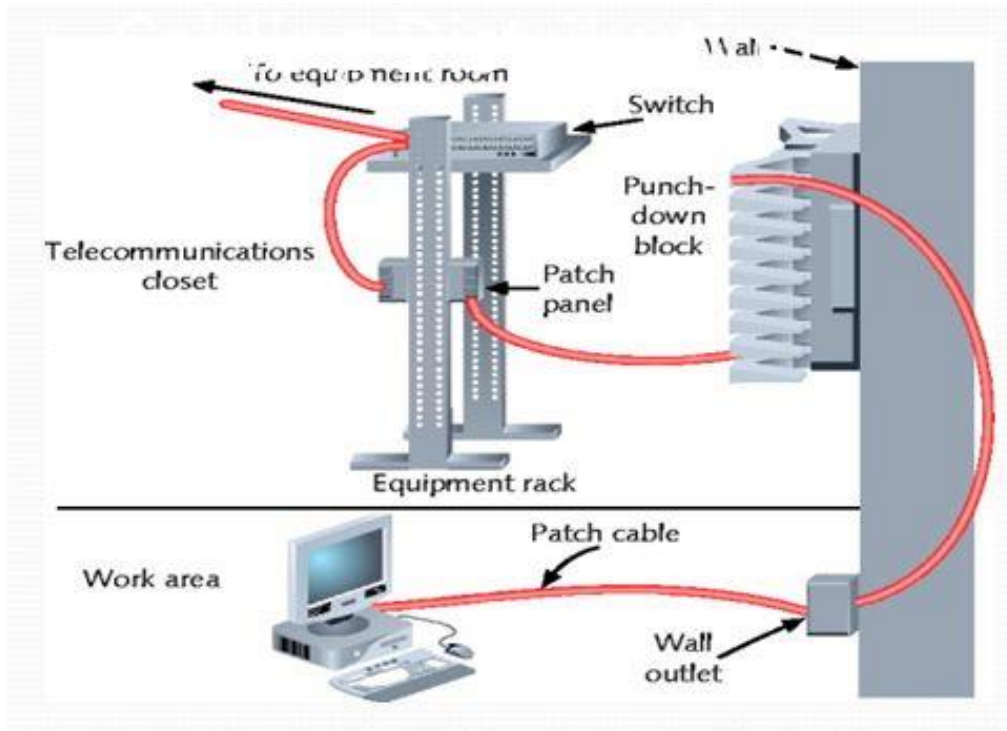 Wall
To equipment room
Switch
Punch-
down
block
Telecommunications
closet
Patch
panel
Equipment rack
Patch cable
Work area
Wall
outlet